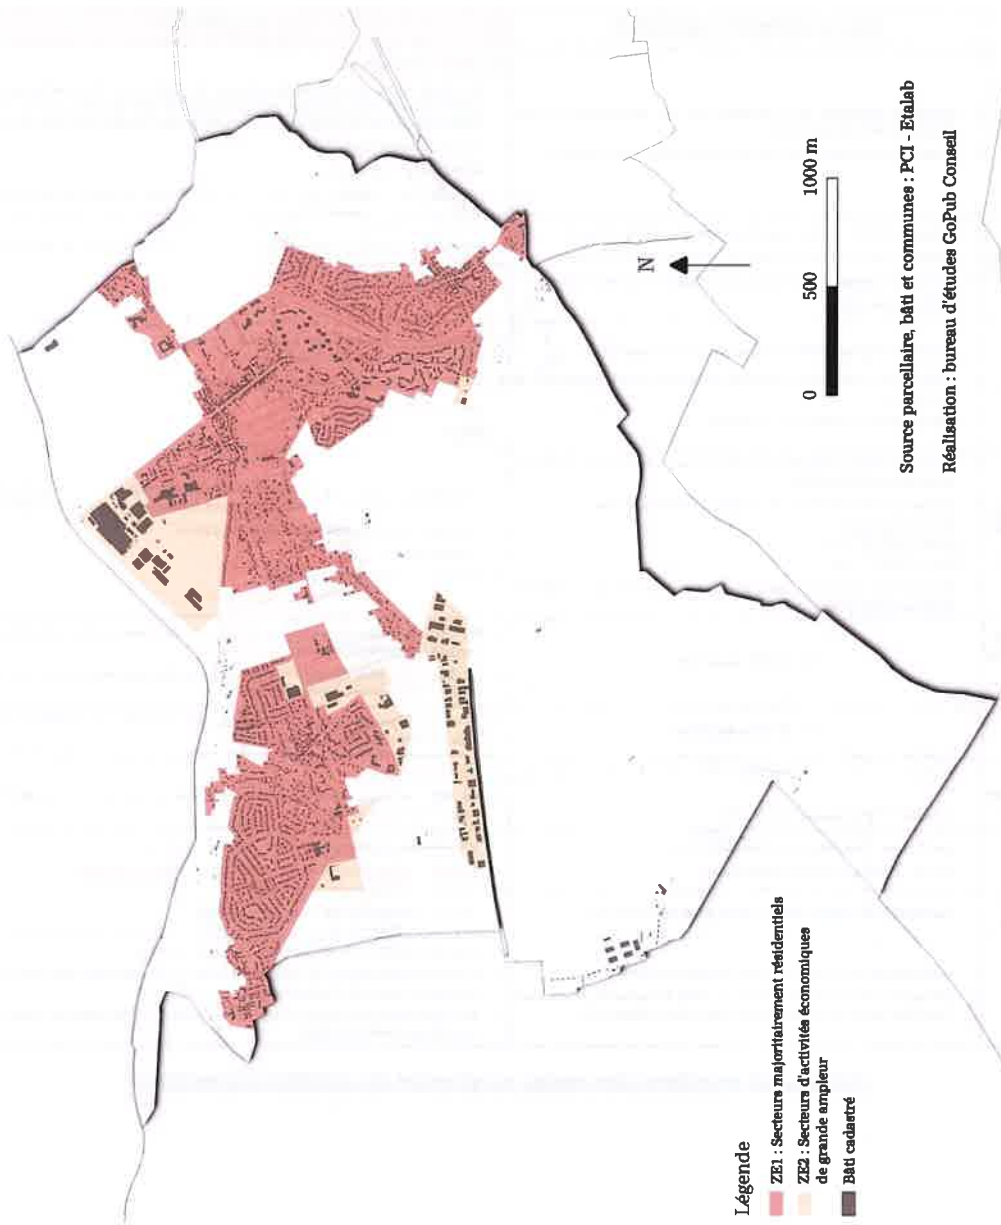 N
0 500 1000 m
Source parcellaire, bâti et communes : PCI - Etalab
Réalisation : bureau d'études GoPub Conseil
Légende
ZE1 : Secteurs majoritairement résidentiels
ZE2 : Secteurs d'activités économiques
de grande ampleur
Bâti cadastré